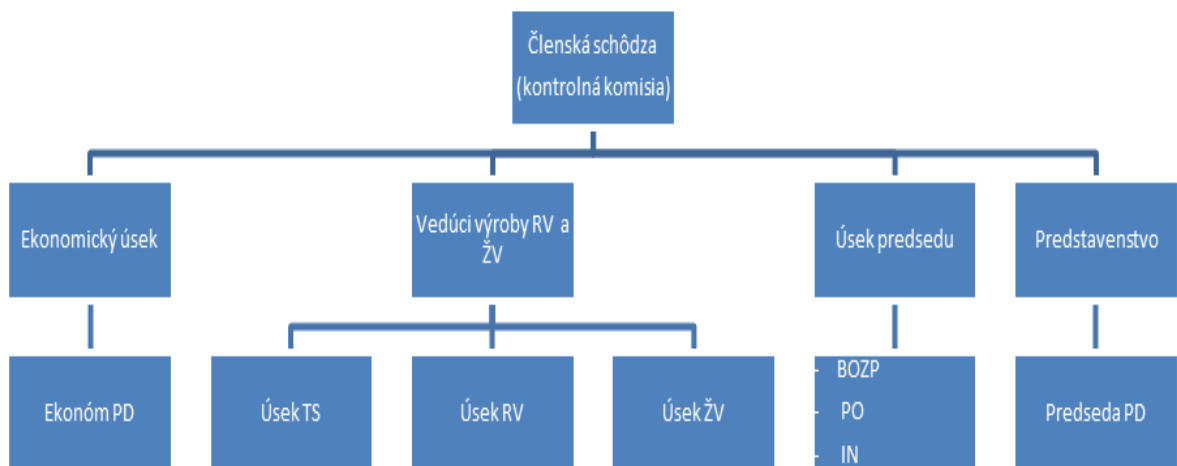 Členská schôdza
(kontrolná komisia)
Ekonomický úsek
Vedúci výroby RV a
ŽV
Úsek predsedu
Predstavenstvo
Ekonóm PD
Úsek TS
Úsek RV
Úsek ŽV
- BOZP
- PO
- IN
Predseda PD